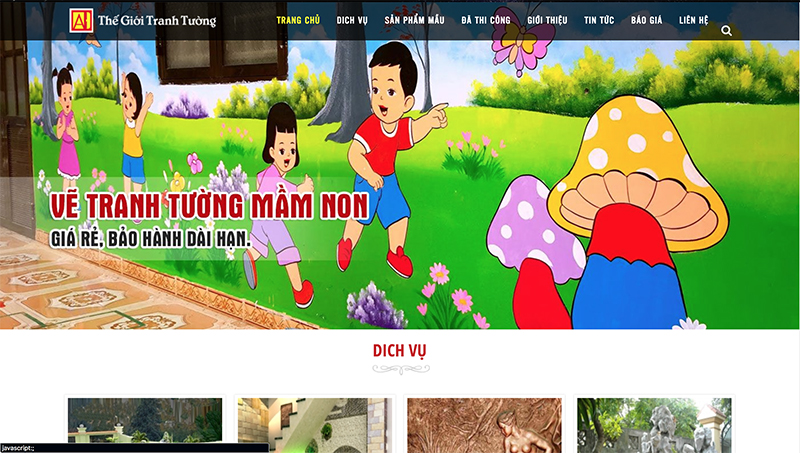 Thế Giới Tranh Tường
TRANG CHỦ DỊCH VỤ SẢN PHẨM MẪU ĐÃ THI CÔNG GIỚI THIỆU TIN TỨC BÁO GIÁ LIÊN HỆ
VẼ TRANH TƯỜNG MẦM NON
GIÁ RẺ, BẢO HÀNH DÀI HẠN.
DỊCH VỤ
javascript:;